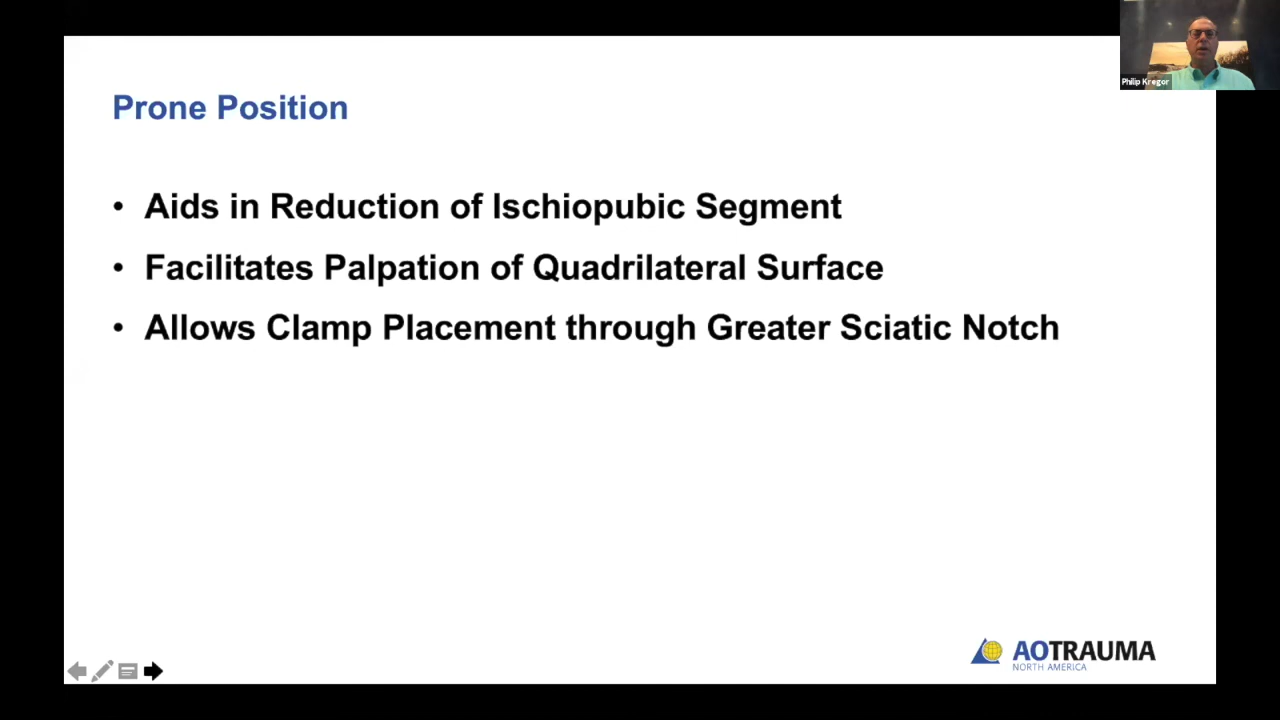 Philip Kregor
Prone Position
• Aids in Reduction of Ischiopubic Segment
• Facilitates Palpation of Quadrilateral Surface
• Allows Clamp Placement through Greater Sciatic Notch
AOTRAUMA
NORTH AMERICA